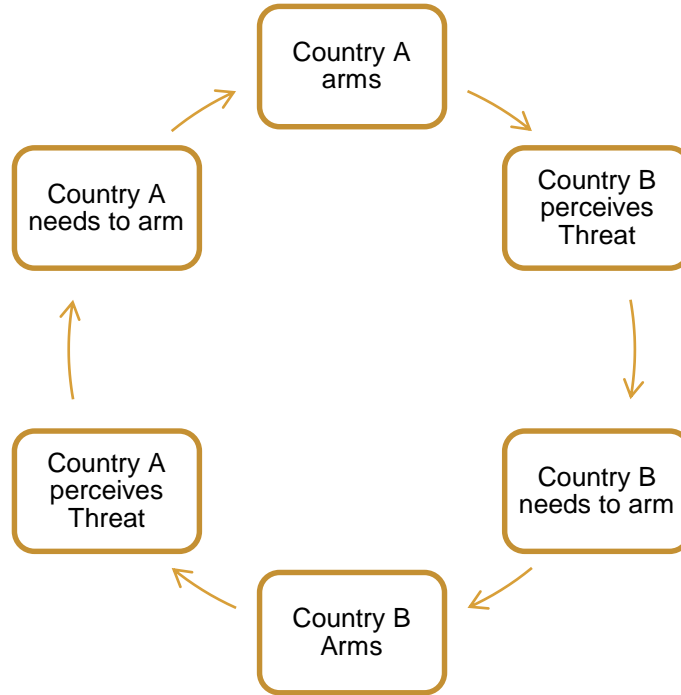 Country A
arms
Country B
perceives
Threat
Country B
needs to arm
Country B
Arms
Country A
perceives
Threat
Country A
needs to arm